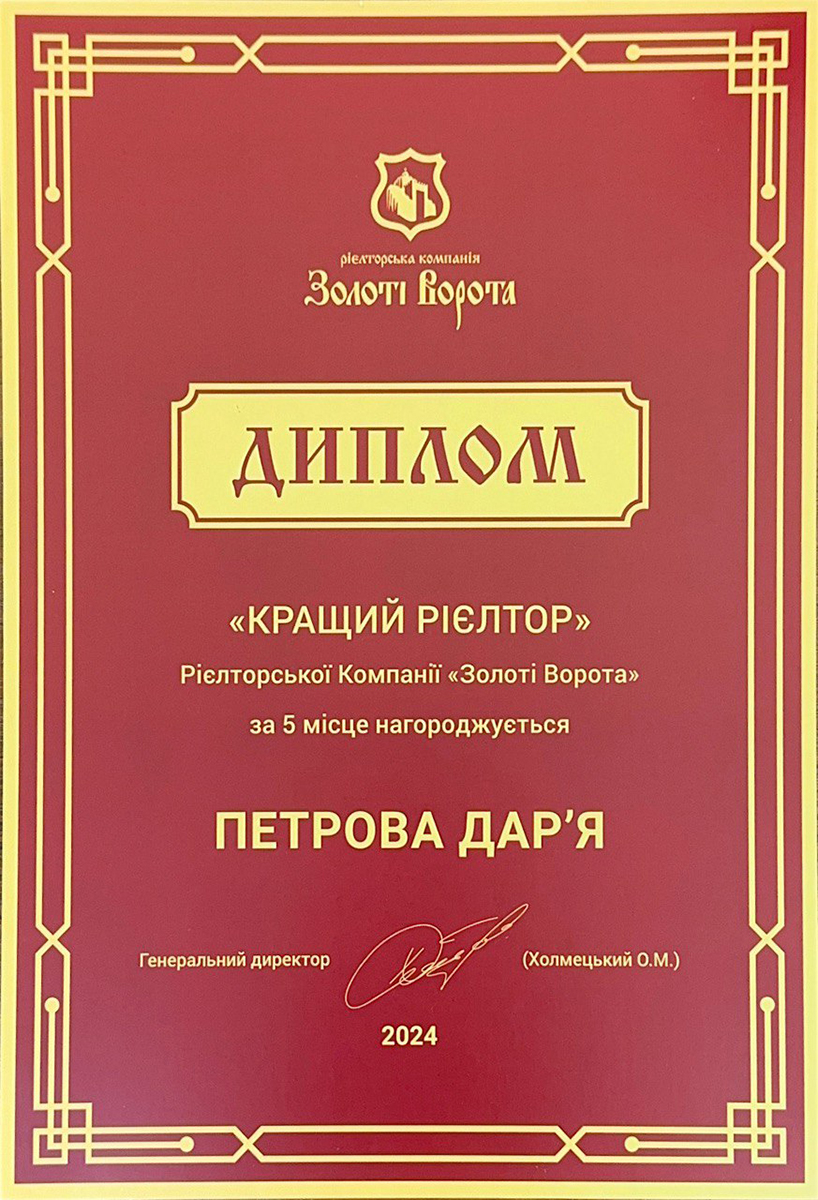 рієлторська компанія
Золоті Ворота
ДИПЛОМ
«КРАЩИЙ РІЄЛТОР»
Рієлторської Компанії «Золоті Ворота»
за 5 місце нагороджується
ПЕТРОВА ДАР’Я
Генеральний директор
(Холмецький О.М.)
2024